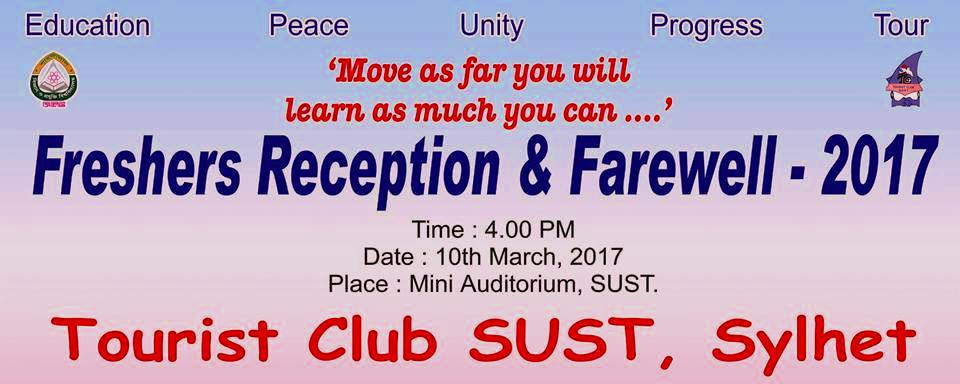 Education Peace Unity Progress Tour
‘Move as far you will
learn as much you can ....’
Freshers Reception & Farewell - 2017
Time : 4.00 PM
Date : 10th March, 2017
Place : Mini Auditorium, SUST.
Tourist Club SUST, Sylhet